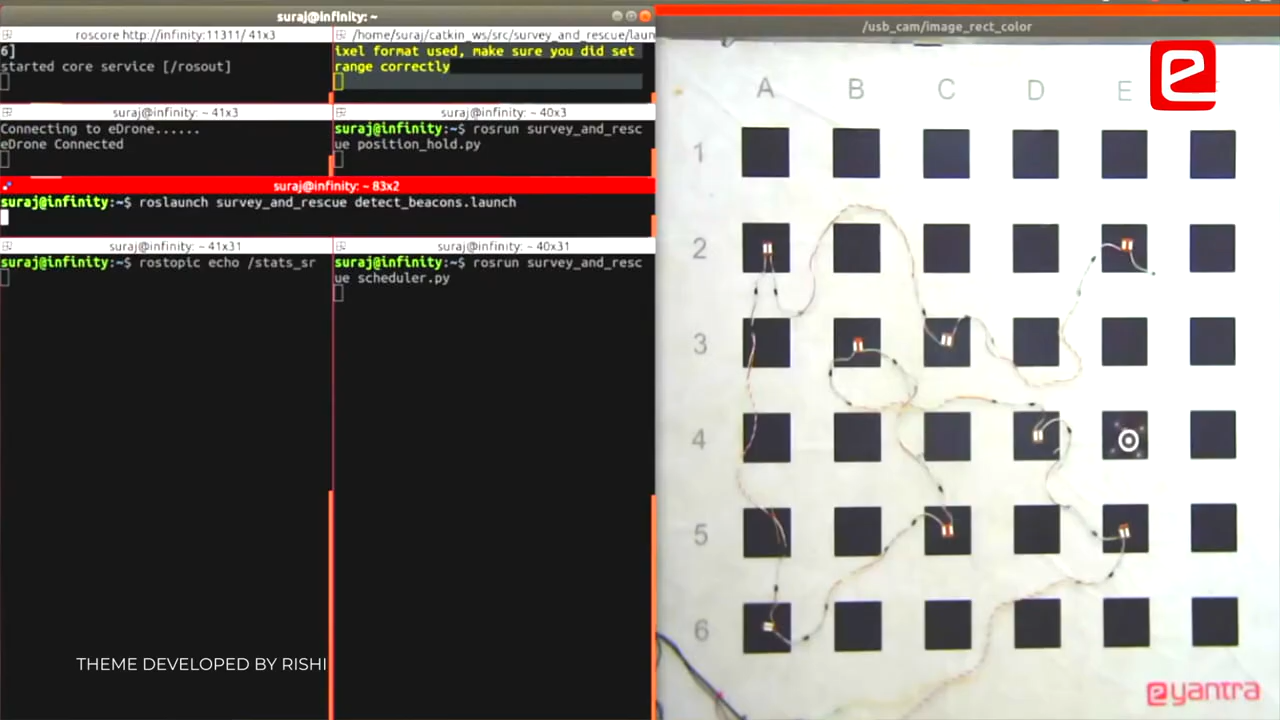 suraj@infinity: ~
roscore http://infinity:11311/ 41x3
6]
started core service [/rosout]
/home/suraj/catkin_ws/src/survey_and_rescue/laun
ixel format used, make sure you did set
range correctly
suraj@infinity: ~ 41x3
Connecting to eDrone......
eDrone Connected
suraj@infinity: ~ 40x3
suraj@infinity:~$ rosrun survey_and_resc
ue position_hold.py
suraj@infinity: ~ 83x2
suraj@infinity:~$ roslaunch survey_and_rescue detect_beacons.launch
suraj@infinity: ~ 41x31
suraj@infinity:~$ rostopic echo /stats_sr
suraj@infinity: ~ 40x31
suraj@infinity:~$ rosrun survey_and_resc
ue scheduler.py
THEME DEVELOPED BY RISHI
/usb_cam/image_rect_color
e
A B C D E
1
2
3
4
5
6
eyantra